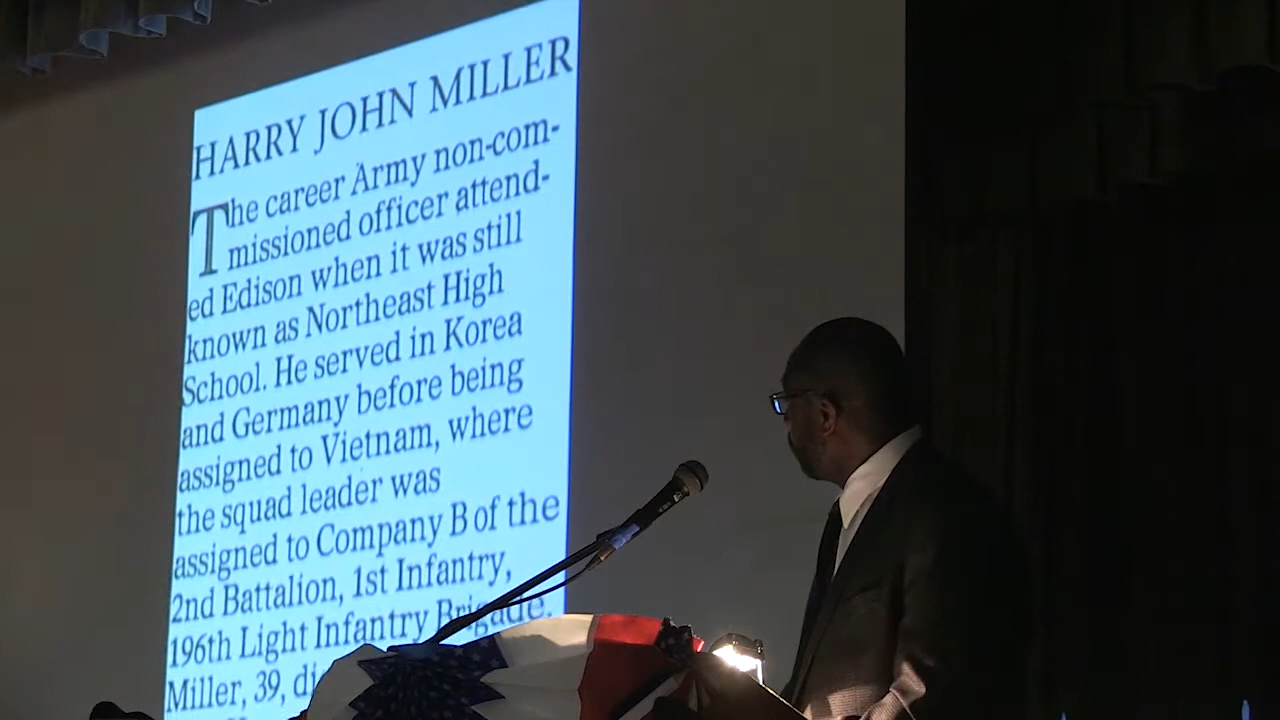 HARRY JOHN MILLER
The career Army non-com-
missioned officer attend-
ed Edison when it was still
known as Northeast High
School. He served in Korea
and Germany before being
assigned to Vietnam, where
the squad leader was
assigned to Company B of the
2nd Battalion, 1st Infantry,
196th Light Infantry Brigade.
Miller, 39,